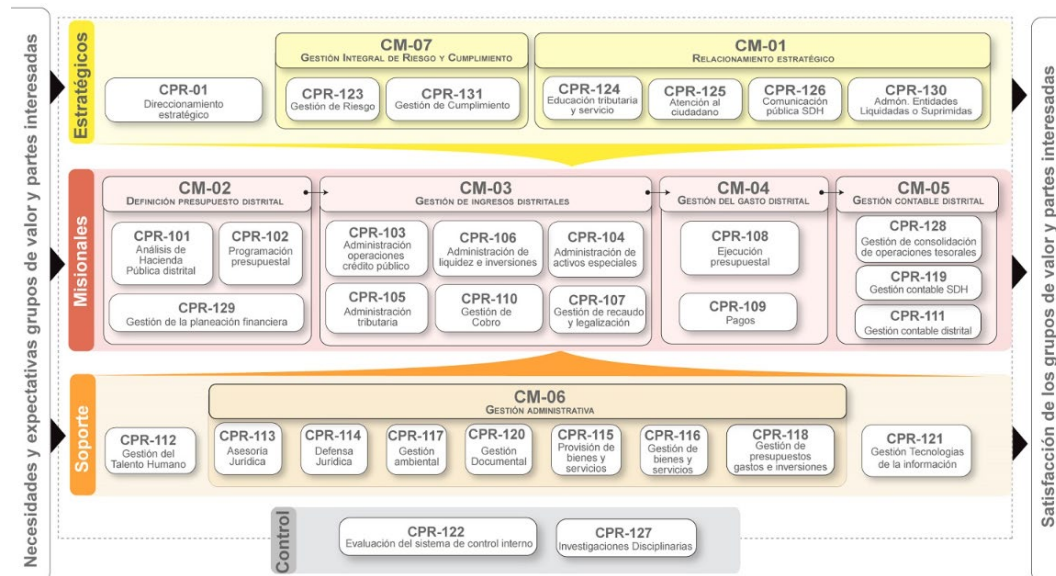 Necesidades y expectativas grupos de valor y partes interesadas
Estratégicos
CPR-01
Direccionamiento
estratégico
CM-07
Gestión Integral de Riesgo y Cumplimiento
CPR-123
Gestión de Riesgo
CPR-131
Gestión de Cumplimiento
CM-01
Relacionamiento estratégico
CPR-124
Educación tributaria
y servicio
CPR-125
Atención al
ciudadano
CPR-126
Comunicación
pública SDH
CPR-130
Admón. Entidades
Liquidadas o Suprimidas
Misionales
CM-02
Definición presupuesto distrital
CPR-101
Análisis de
Hacienda
Pública distrital
CPR-102
Programación
presupuestal
CPR-129
Gestión de la planeación financiera
CM-03
Gestión de ingresos distritales
CPR-103
Administración
operaciones
crédito público
CPR-106
Administración de
liquidez e inversiones
CPR-104
Administración de
activos especiales
CPR-105
Administración
tributaria
CPR-110
Gestión de
Cobro
CPR-107
Gestión de recaudo
y legalización
CM-04
Gestión del gasto distrital
CPR-108
Ejecución
presupuestal
CPR-109
Pagos
CM-05
Gestión contable distrital
CPR-128
Gestión de consolidación
de operaciones tesorales
CPR-119
Gestión contable SDH
CPR-111
Gestión contable distrital
Soporte
CPR-112
Gestión del
Talento Humano
CM-06
Gestión administrativa
CPR-113
Asesoría
Jurídica
CPR-114
Defensa
Jurídica
CPR-117
Gestión
ambiental
CPR-120
Gestión
Documental
CPR-115
Provisión de
bienes y
servicios
CPR-116
Gestión de
bienes y
servicios
CPR-118
Gestión de
presupuestos
gastos e inversiones
CPR-121
Gestión Tecnologias
de la información
Control
CPR-122
Evaluación del sistema de control interno
CPR-127
Investigaciones Disciplinarias
Satisfacción de los grupos de valor y partes interesadas